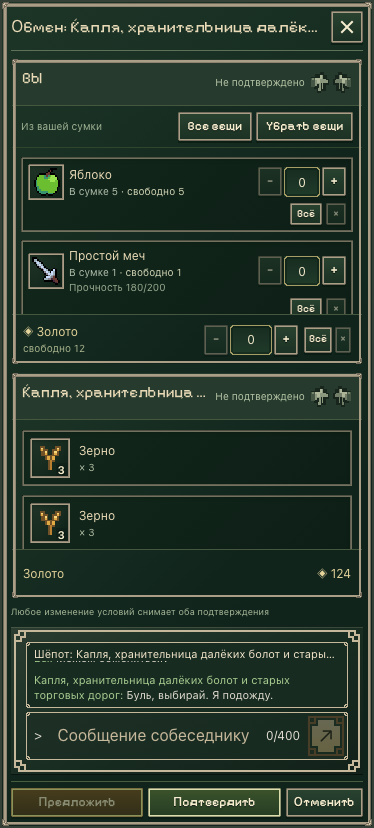 Обмен: Капля, хранительница далёк...
Вы
Не подтверждено
Из вашей сумки
Все вещи
Убрать вещи
Яблоко
В сумке 5 · свободно 5
- 0 +
Всё ×
Простой меч
В сумке 1 · свободно 1
Прочность 180/200
- 0 +
Всё ×
Золото
свободно 12
- 0 +
Всё ×
Капля, хранительница ...
Не подтверждено
3
Зерно
× 3
3
Зерно
× 3
Золото
124
Любое изменение условий снимает оба подтверждения
Шёпот: Капля, хранительница далёких болот и стары...
Капля, хранительница далёких болот и старых
торговых дорог: Буль, выбирай. Я подожду.
> Сообщение собеседнику 0/400
Предложить
Подтвердить
Отменить